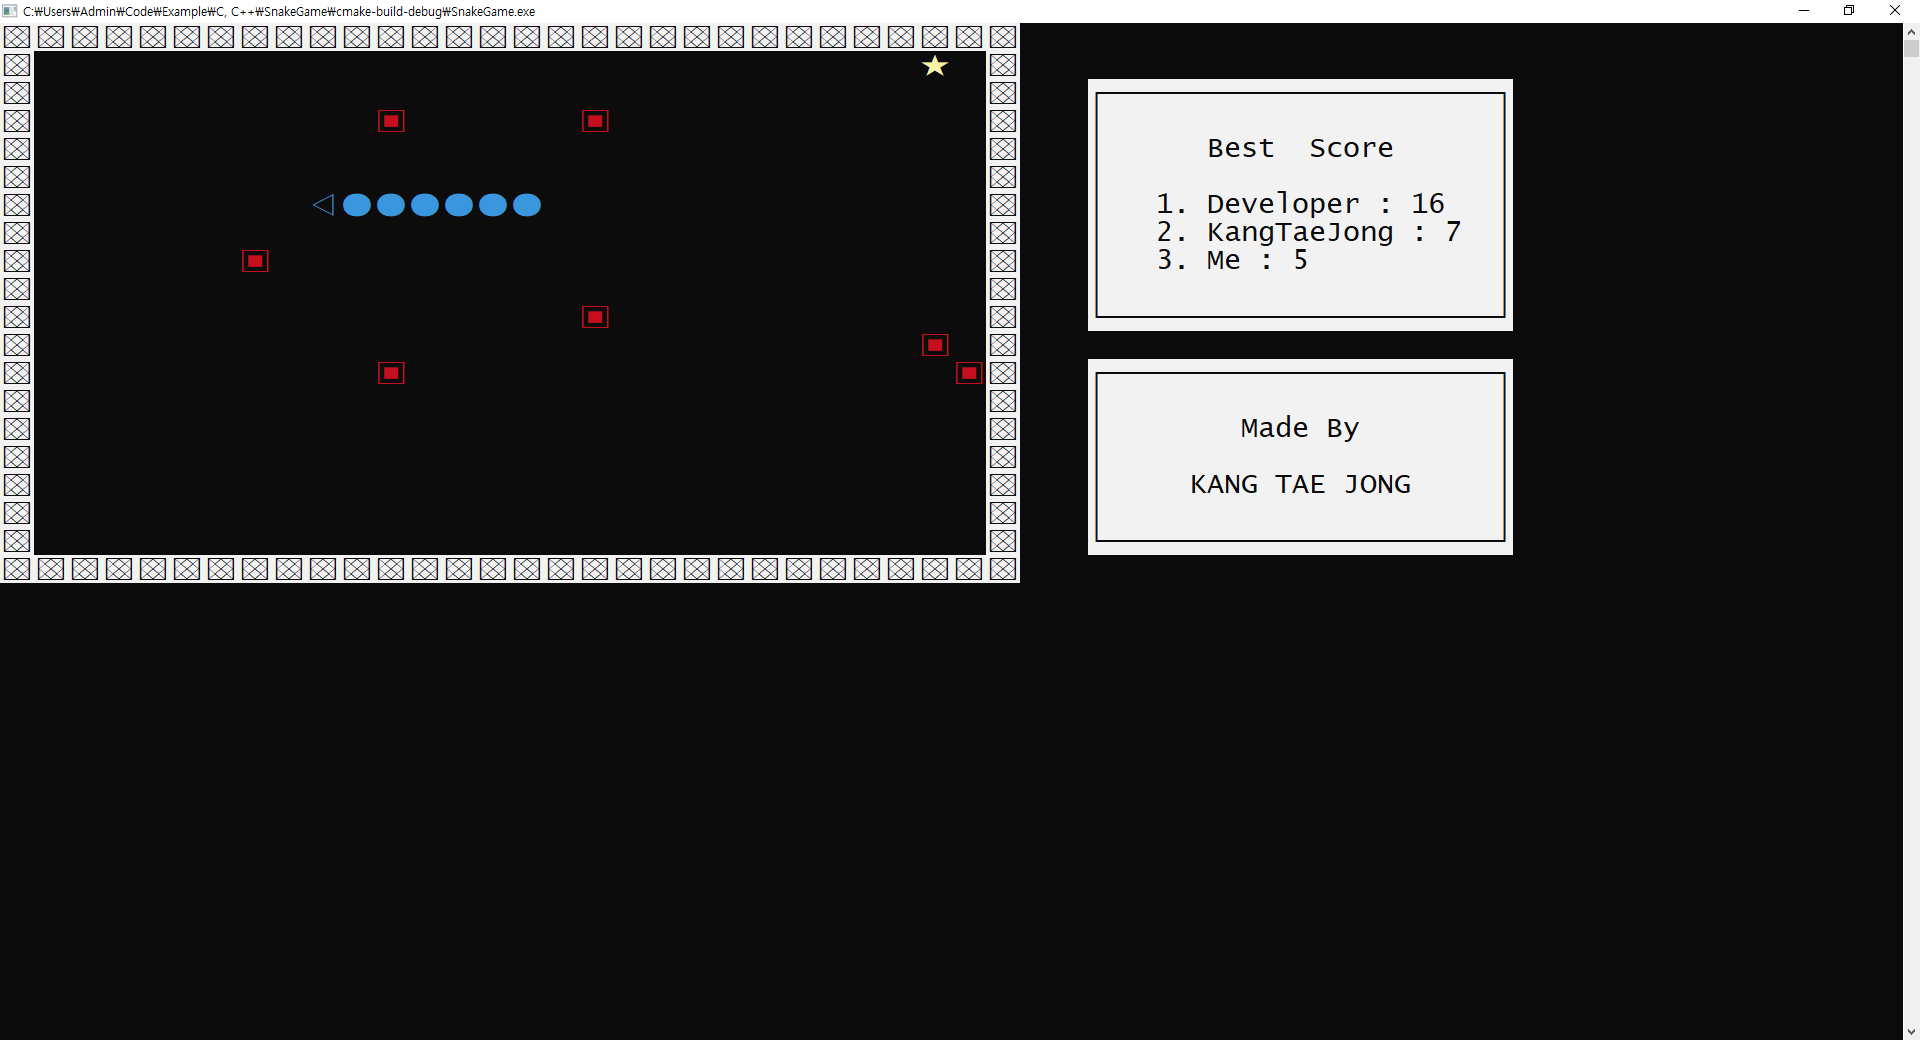 C:₩Users₩Admin₩Code₩Example₩C, C++₩SnakeGame₩cmake-build-debug₩SnakeGame.exe
Best  Score
1. Developer : 16
2. KangTaeJong : 7
3. Me : 5
Made By
KANG TAE JONG